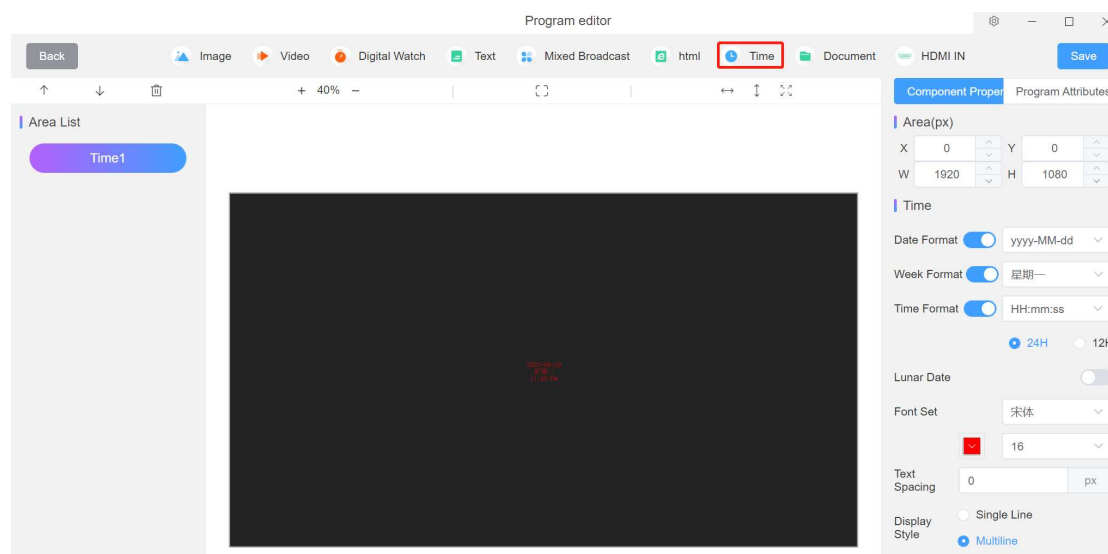 Program editor
Back
Image
Video
Digital Watch
Text
Mixed Broadcast
html
Time
Document
HDMI IN
Save
+ 40% −
Component Proper
Program Attributes
Area List
Time1
Area(px)
X 0 Y 0
W 1920 H 1080
Time
Date Format yyyy-MM-dd
Week Format 星期一
Time Format HH:mm:ss
24H 12H
Lunar Date
Font Set 宋体
16
Text
Spacing 0 px
Display
Style
Single Line
Multiline